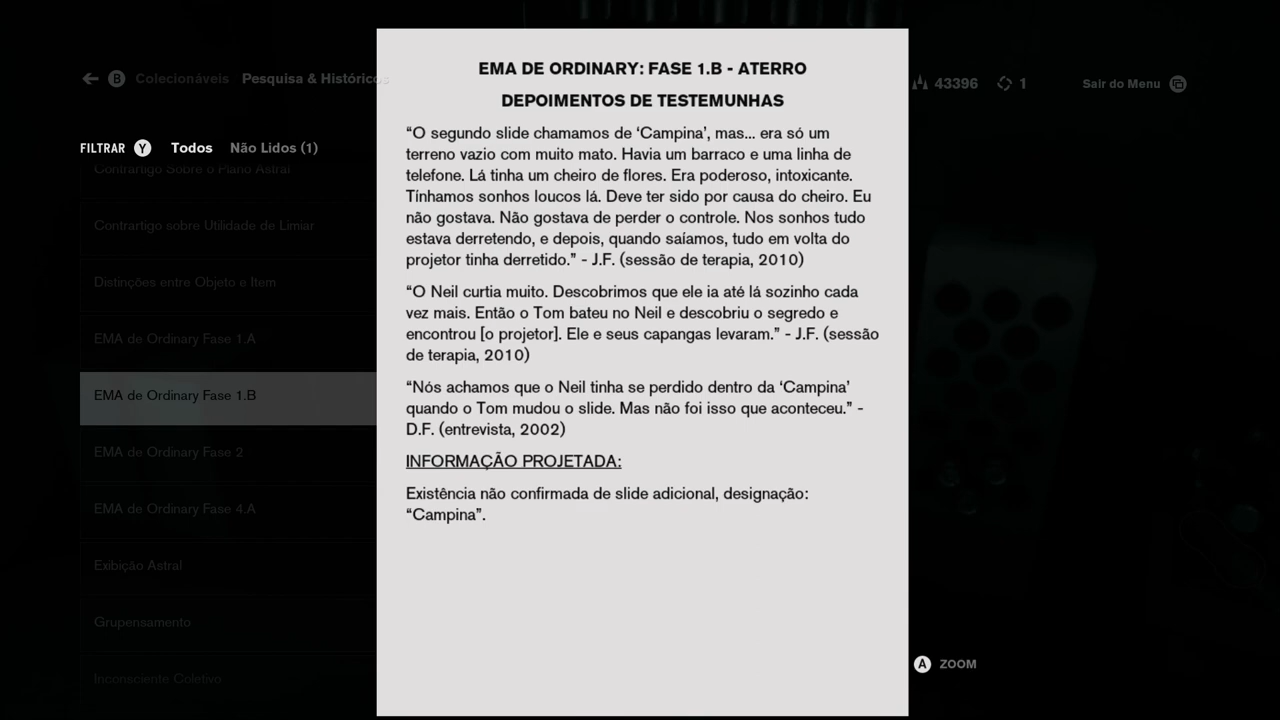 B Colecionáveis Pesquisa & Históricos
43396 1 Sair do Menu
FILTRAR Y Todos Não Lidos (1)
Contrartigo Sobre o Plano Astral
Contrartigo sobre Utilidade de Limiar
Distinções entre Objeto e Item
EMA de Ordinary Fase 1.A
EMA de Ordinary Fase 1.B
EMA de Ordinary Fase 2
EMA de Ordinary Fase 4.A
Exibição Astral
Grupensamento
Inconsciente Coletivo
EMA DE ORDINARY: FASE 1.B - ATERRO
DEPOIMENTOS DE TESTEMUNHAS
“O segundo slide chamamos de ‘Campina’, mas... era só um
terreno vazio com muito mato. Havia um barraco e uma linha de
telefone. Lá tinha um cheiro de flores. Era poderoso, intoxicante.
Tínhamos sonhos loucos lá. Deve ter sido por causa do cheiro. Eu
não gostava. Não gostava de perder o controle. Nos sonhos tudo
estava derretendo, e depois, quando saíamos, tudo em volta do
projetor tinha derretido.” - J.F. (sessão de terapia, 2010)
“O Neil curtia muito. Descobrimos que ele ia até lá sozinho cada
vez mais. Então o Tom bateu no Neil e descobriu o segredo e
encontrou [o projetor]. Ele e seus capangas levaram.” - J.F. (sessão
de terapia, 2010)
“Nós achamos que o Neil tinha se perdido dentro da ‘Campina’
quando o Tom mudou o slide. Mas não foi isso que aconteceu.” -
D.F. (entrevista, 2002)
INFORMAÇÃO PROJETADA:
Existência não confirmada de slide adicional, designação:
“Campina”.
A ZOOM